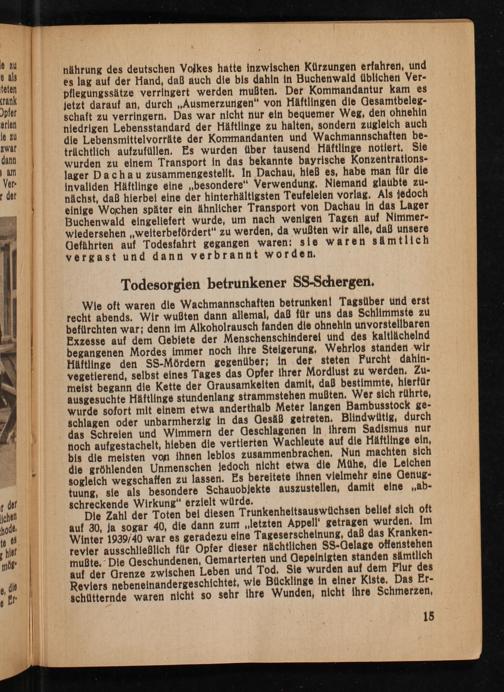 nährung des deutschen Volkes hatte inzwischen Kürzungen erfahren, und
es lag auf der Hand, daß auch die bis dahin in Buchenwald üblichen Ver-
pflegungssätze verringert werden mußten. Der Kommandantur kam es
jetzt darauf an, durch „Ausmerzungen“ von Häftlingen die Gesamtbeleg-
schaft zu verringern. Das war nicht nur ein bequemer Weg, den ohnehin
niedrigen Lebensstandard der Häftlinge zu halten, sondern zugleich auch
die Lebensmittelvorräte der Kommandanten und Wachmannschaften be-
trächtlich aufzufüllen. Es wurden über tausend Häftlinge notiert. Sie
wurden zu einem Transport in das bekannte bayrische Konzentrations-
lager Dachau zusammengestellt. In Dachau, hieß es, habe man für die
invaliden Häftlinge eine „besondere“ Verwendung. Niemand glaubte zu-
nächst, daß hierbei eine der hinterhältigsten Teufeleien vorlag. Als jedoch
einige Wochen später ein ähnlicher Transport von Dachau in das Lager
Buchenwald eingeliefert wurde, um nach wenigen Tagen auf Nimmer-
wiedersehen „weiterbefördert“ zu werden, da wußten wir alle, daß unsere
Gefährten auf Todesfahrt gegangen waren: sie waren sämtlich
vergast und dann verbrannt worden.
Todesorgien betrunkener SS-Schergen.
Wie oft waren die Wachmannschaften betrunken! Tagsüber und erst
recht abends. Wir wußten dann allemal, daß für uns das Schlimmste zu
befürchten war; denn im Alkoholrausch fanden die ohnehin unvorstellbaren
Exzesse auf dem Gebiete der Menschenschinderei und des kaltlächelnd
begangenen Mordes immer noch ihre Steigerung. Wehrlos standen wir
Häftlinge den SS-Mördern gegenüber; in der steten Furcht dahin-
vegetierend, selbst eines Tages das Opfer ihrer Mordlust zu werden. Zu-
meist begann die Kette der Grausamkeiten damit, daß bestimmte, hierfür
ausgesuchte Häftlinge stundenlang strammstehen mußten. Wer sich rührte,
wurde sofort mit einem etwa anderthalb Meter langen Bambusstock ge-
schlagen oder unbarmherzig in das Gesäß getreten. Blindwütig, durch
das Schreien und Wimmern der Geschlagenen in ihrem Sadismus nur
noch aufgestachelt, hieben die vertierten Wachleute auf die Häftlinge ein,
bis die meisten von ihnen leblos zusammenbrachen. Nun machten sich
die gröhlenden Unmenschen jedoch nicht etwa die Mühe, die Leichen
sogleich wegschaffen zu lassen. Es bereitete ihnen vielmehr eine Genug-
tuung, sie als besondere Schauobjekte auszustellen, damit eine „ab-
schreckende Wirkung“ erzielt würde.
Die Zahl der Toten bei diesen Trunkenheitsauswüchsen belief sich oft
auf 30, ja sogar 40, die dann zum „letzten Appell“ getragen wurden. Im
Winter 1939/40 war es geradezu eine Tageserscheinung, daß das Kranken-
revier ausschließlich für Opfer dieser nächtlichen SS-Gelage offenstehen
mußte. Die Geschundenen, Gemarterten und Gepeinigten standen sämtlich
auf der Grenze zwischen Leben und Tod. Sie wurden auf dem Flur des
Reviers nebeneinandergeschichtet, wie Bücklinge in einer Kiste. Das Er-
schütternde waren nicht so sehr ihre Wunden, nicht ihre Schmerzen,
15